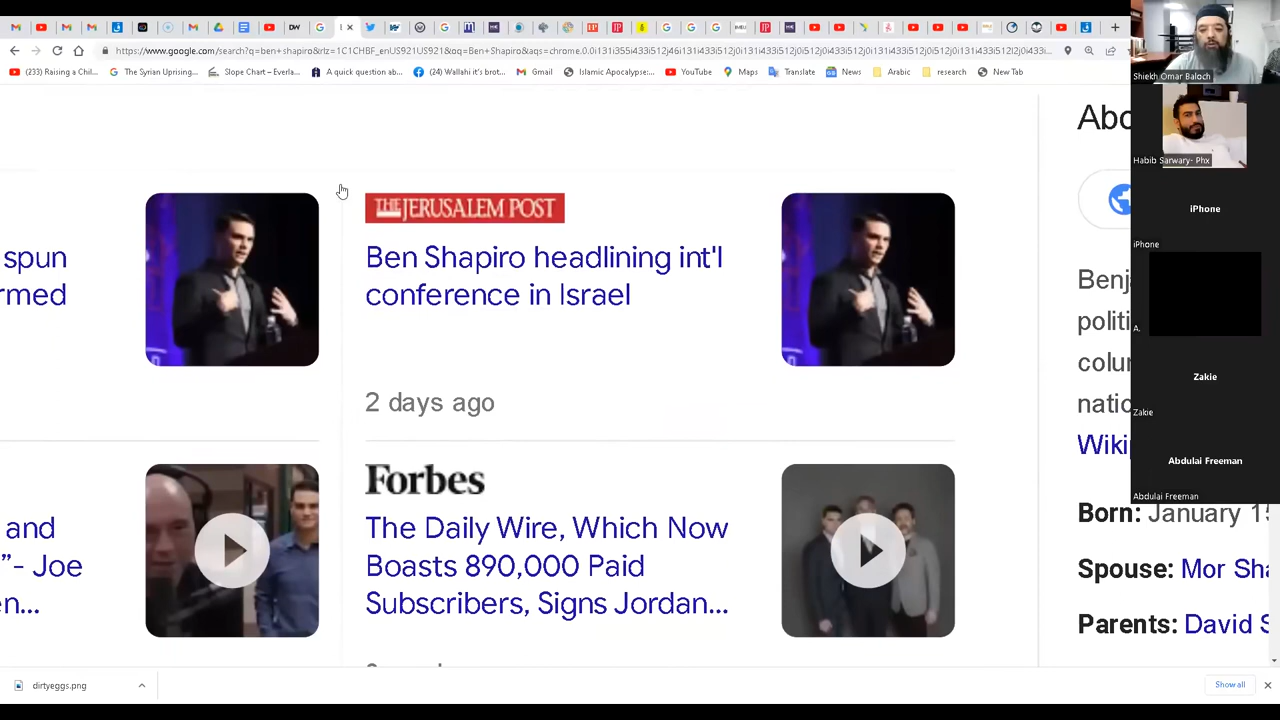 https://www.google.com/search?q=ben+shapiro&rlz=1C1CHBF_enU
(233) Raising a Chil...
The Syrian Uprising...
Slope Chart – Everla...
A quick question ab...
(24) Wallahi it's brot...
Gmail
Islamic Apocalypse:...
YouTube
Maps
Translate
News
Arabic
research
New Tab
Shiekh Omar Baloch
Habib Sarwary- Phx
iPhone
iPhone
A.
Zakie
Zakie
Abdulai Freeman
Abdulai Freeman
spun
rmed
and
"- Joe
en...
THE JERUSALEM POST
Ben Shapiro headlining int'l
conference in Israel
2 days ago
Forbes
The Daily Wire, Which Now
Boasts 890,000 Paid
Subscribers, Signs Jordan...
Abo
Benj
politi
colu
natio
Wiki
Born: January 15
Spouse: Mor Sha
Parents: David S
dirtyeggs.png
Show all